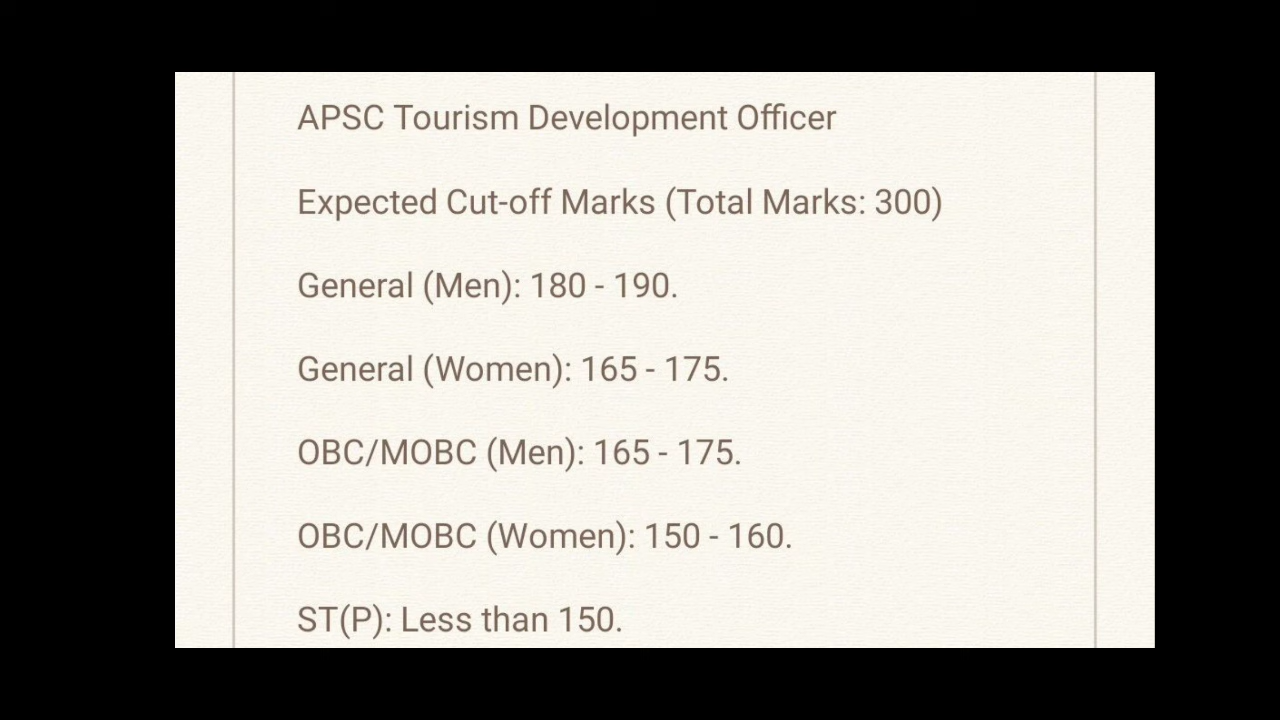 APSC Tourism Development Officer
Expected Cut-off Marks (Total Marks: 300)
General (Men): 180 - 190.
General (Women): 165 - 175.
OBC/MOBC (Men): 165 - 175.
OBC/MOBC (Women): 150 - 160.
ST(P): Less than 150.